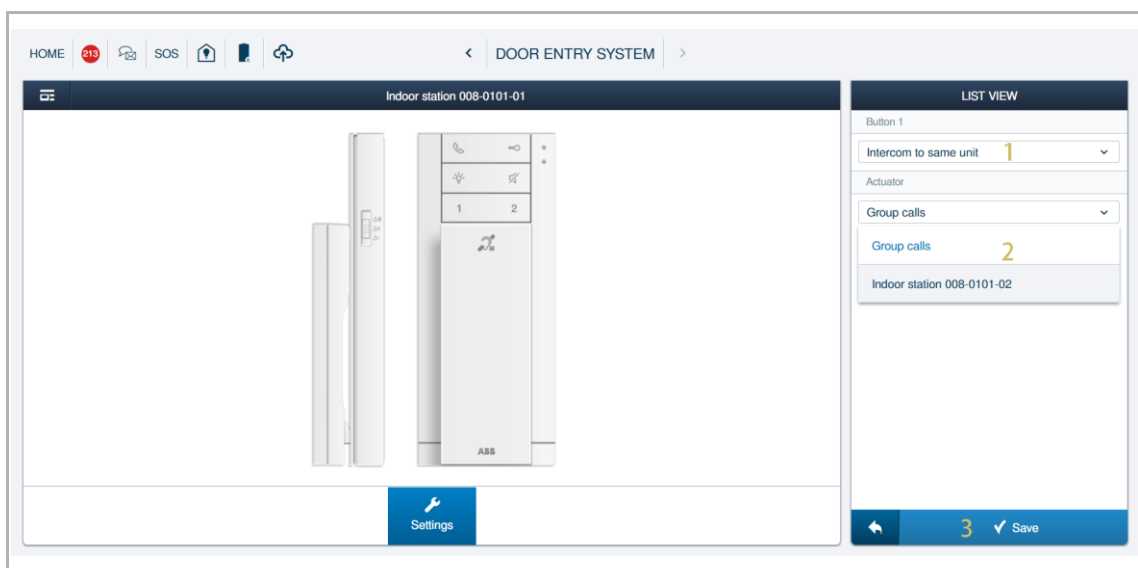 HOME 213 SOS DOOR ENTRY SYSTEM
Indoor station 008-0101-01
1 2
ABB
Settings
LIST VIEW
Button 1
Intercom to same unit 1
Actuator
Group calls
Group calls 2
Indoor station 008-0101-02
3 Save